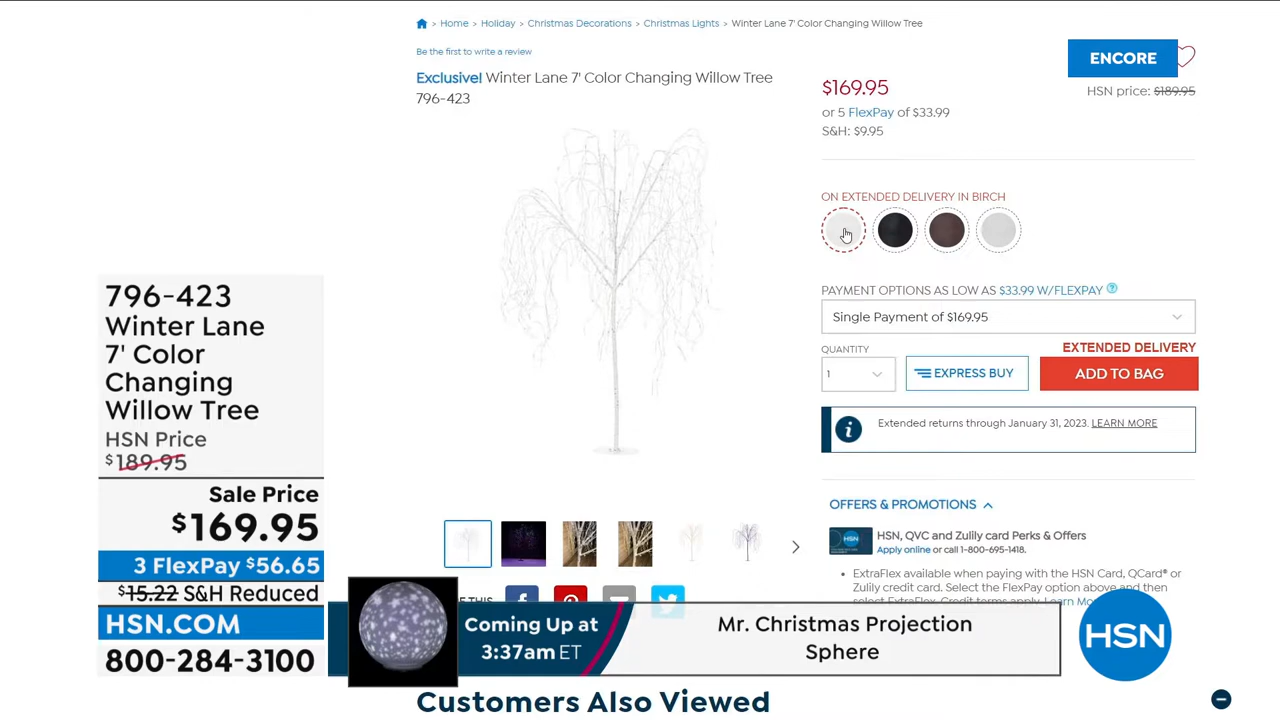 > Home > Holiday > Christmas Decorations > Christmas Lights > Winter Lane 7' Color Changing Willow Tree
Be the first to write a review
Exclusive! Winter Lane 7' Color Changing Willow Tree
796-423
$169.95
or 5 FlexPay of $33.99
S&H: $9.95
ENCORE
HSN price: $189.95
ON EXTENDED DELIVERY IN BIRCH
PAYMENT OPTIONS AS LOW AS $33.99 W/FLEXPAY ?
Single Payment of $169.95
QUANTITY
1
EXPRESS BUY
EXTENDED DELIVERY
ADD TO BAG
i Extended returns through January 31, 2023. LEARN MORE
OFFERS & PROMOTIONS
HSN, QVC and Zulily card Perks & Offers
Apply online or call 1-800-695-1418.
• ExtraFlex available when paying with the HSN Card, QCard® or
Zulily credit card. Select the FlexPay option above and then
select ExtraFlex. Credit terms apply. Learn
796-423
Winter Lane
7' Color
Changing
Willow Tree
HSN Price
$189.95
Sale Price
$169.95
3 FlexPay $56.65
$15.22 S&H Reduced
HSN.COM
800-284-3100
THIS
Coming Up at
3:37am ET
Mr. Christmas Projection
Sphere
HSN
Customers Also Viewed